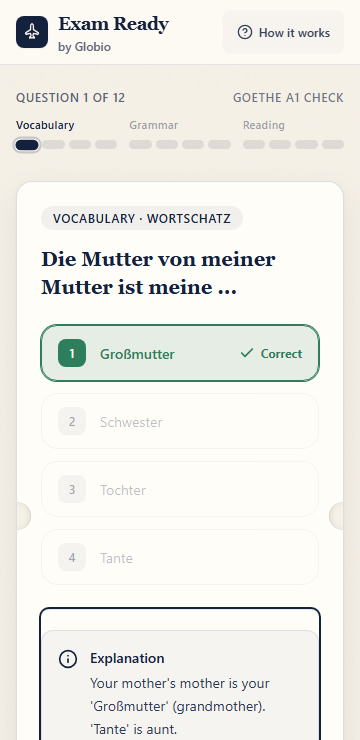 Exam Ready
by Globio
How it works
QUESTION 1 OF 12
GOETHE A1 CHECK
Vocabulary
Grammar
Reading
VOCABULARY · WORTSCHATZ
Die Mutter von meiner
Mutter ist meine ...
1 Großmutter Correct
2 Schwester
3 Tochter
4 Tante
Explanation
Your mother's mother is your
'Großmutter' (grandmother).
'Tante' is aunt.